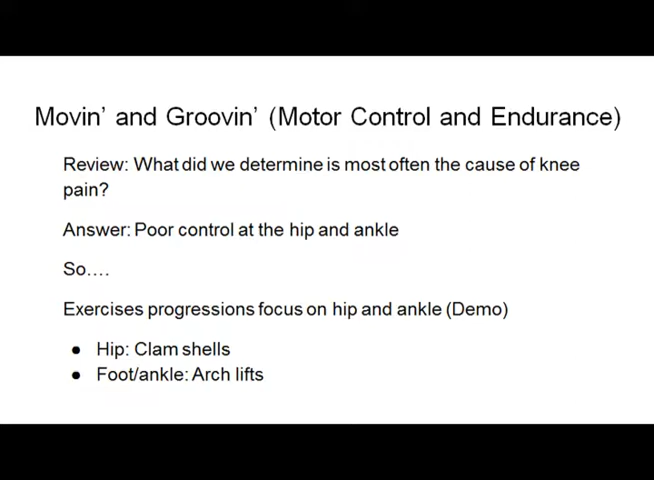 Movin' and Groovin' (Motor Control and Endurance)
Review: What did we determine is most often the cause of knee
pain?
Answer: Poor control at the hip and ankle
So....
Exercises progressions focus on hip and ankle (Demo)
● Hip: Clam shells
● Foot/ankle: Arch lifts